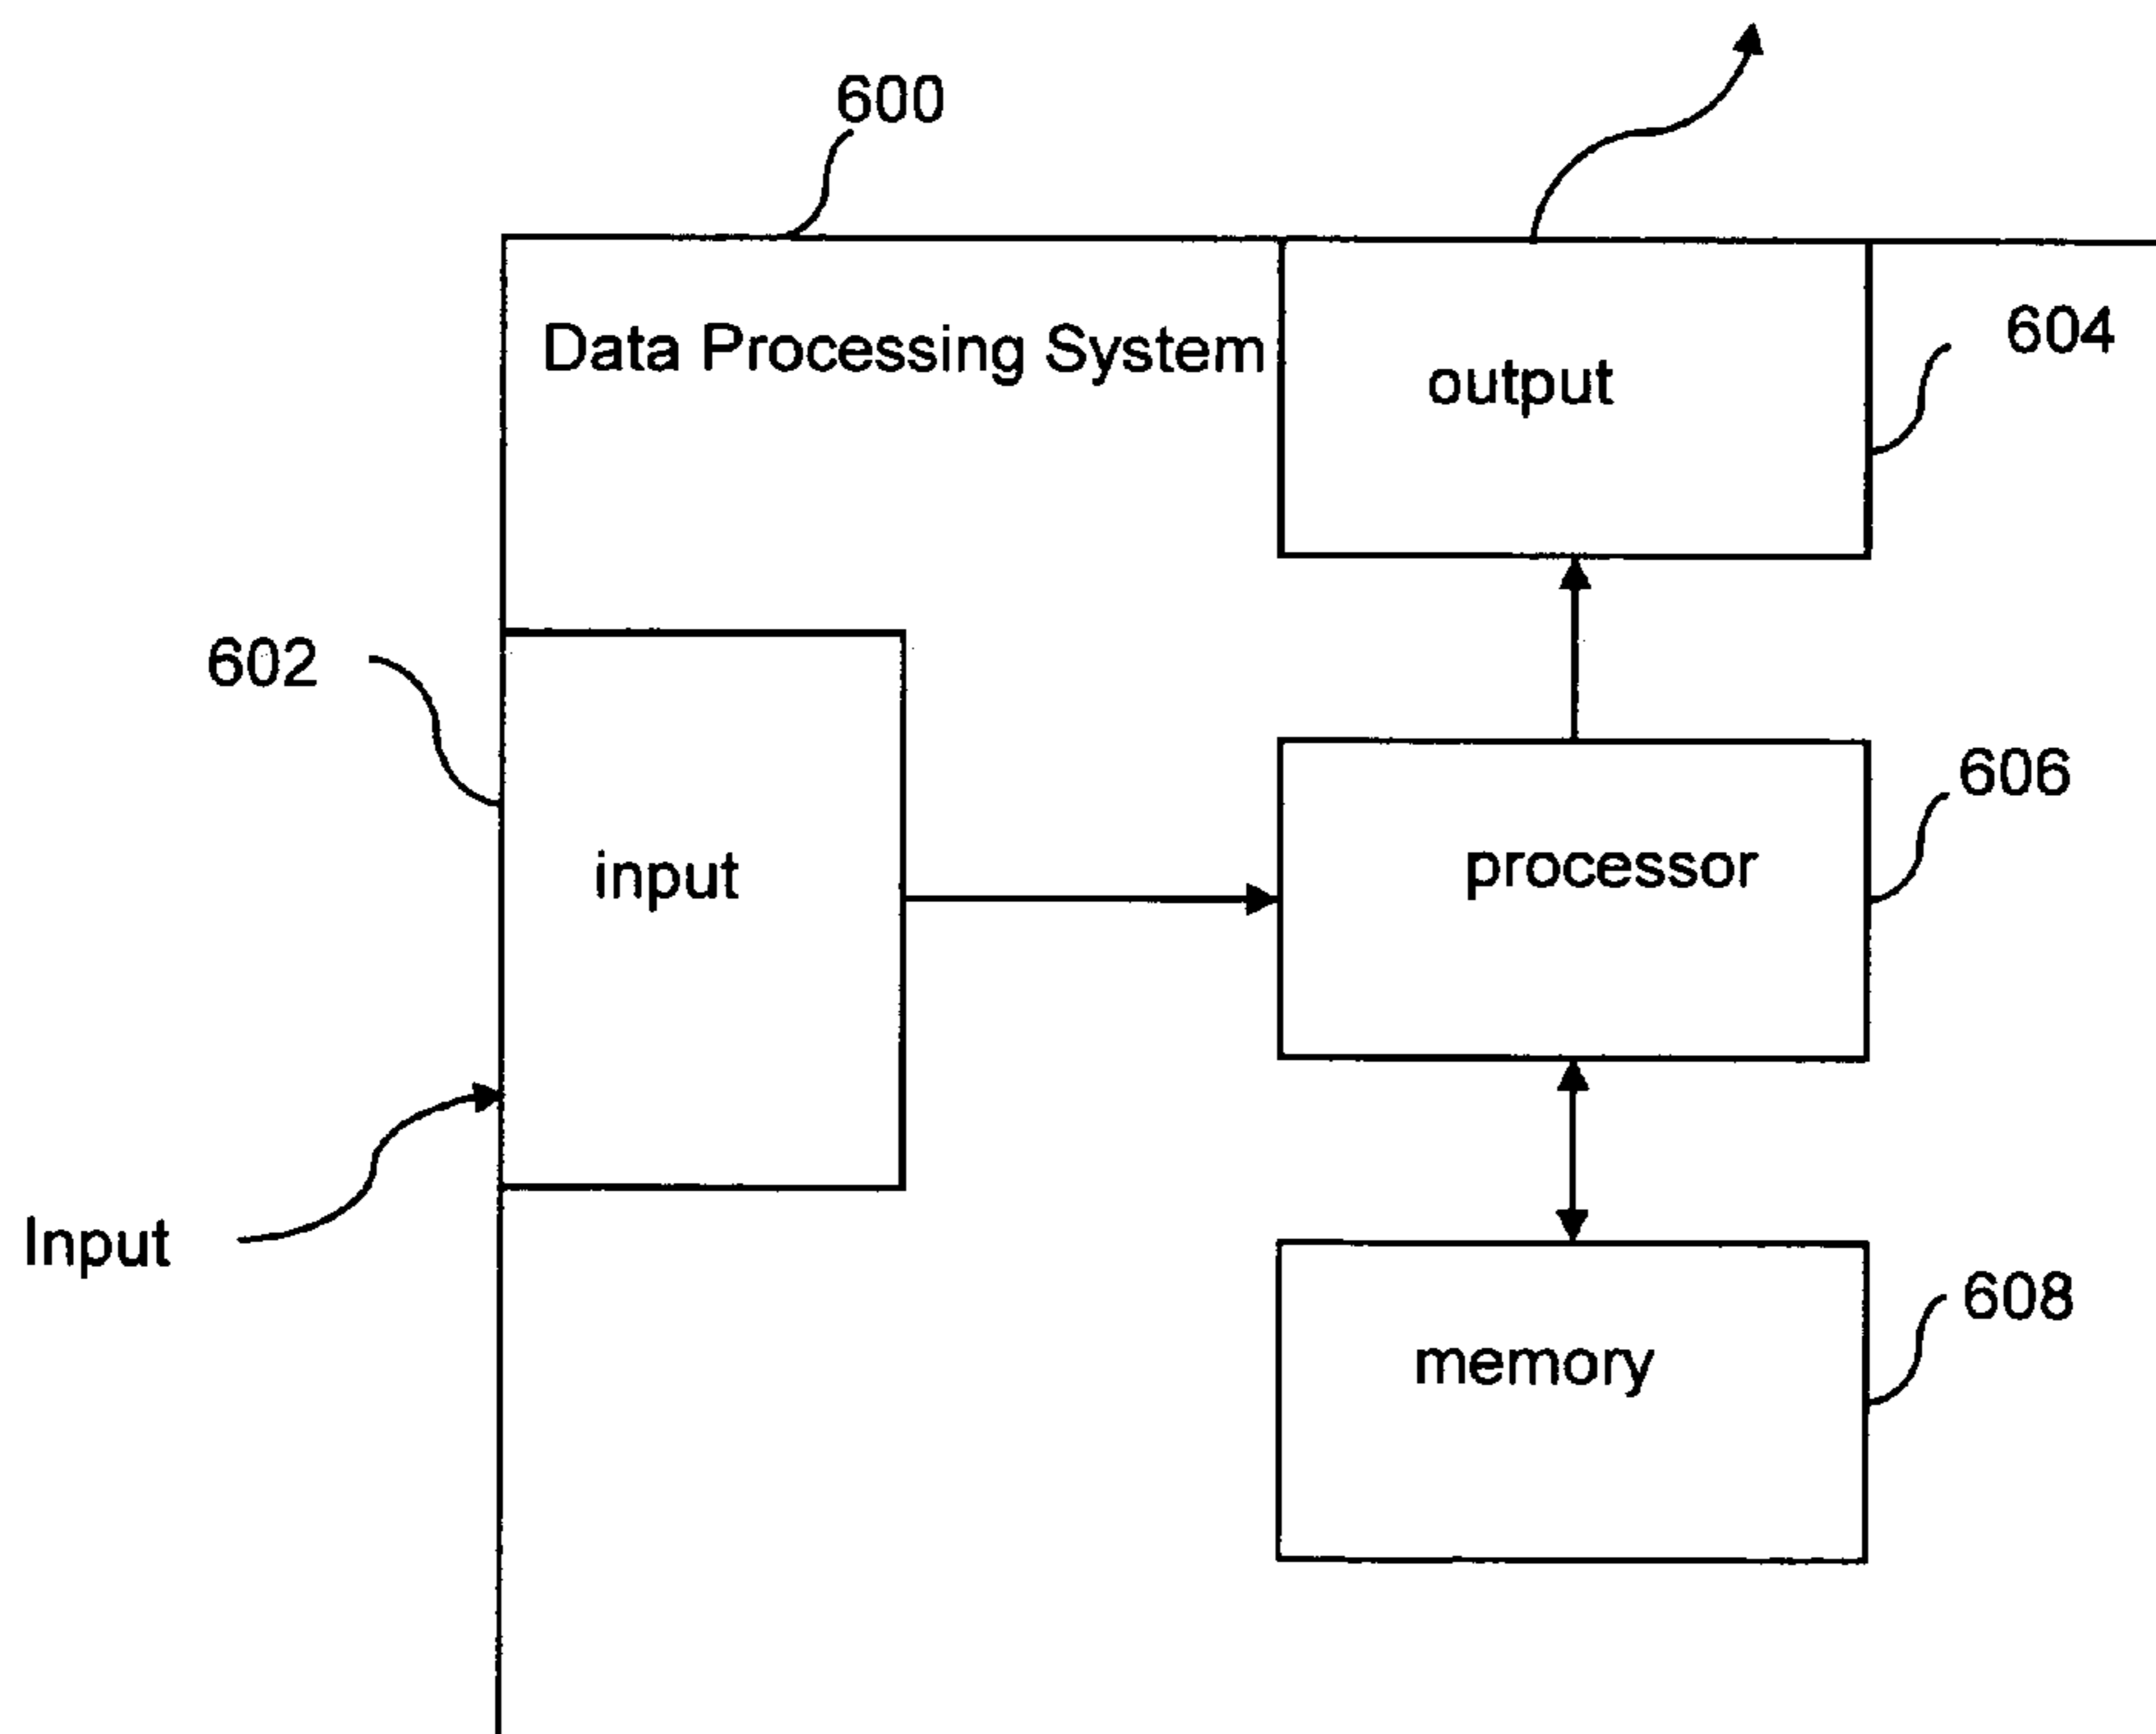 600
Data Processing System
output
604
602
input
processor
606
Input
memory
608